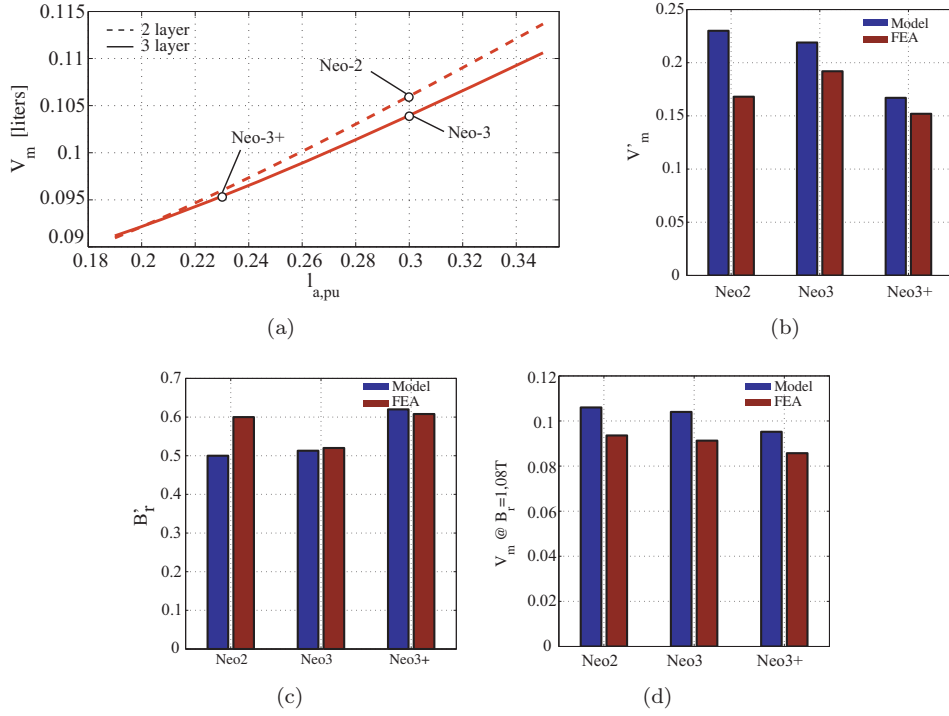 0.115
0.11
0.105
0.1
0.095
0.09
V_m [liters]
2 layer
3 layer
Neo-2
Neo-3
Neo-3+
0.18 0.2 0.22 0.24 0.26 0.28 0.3 0.32 0.34
l_a,pu
(a)
0.25
0.2
0.15
0.1
0.05
0
V'_m
Model
FEA
Neo2 Neo3 Neo3+
(b)
0.7
0.6
0.5
0.4
0.3
0.2
0.1
0
B'_r
Model
FEA
Neo2 Neo3 Neo3+
(c)
0.12
0.1
0.08
0.06
0.04
0.02
0
V_m @ B_r=1,08T
Model
FEA
Neo2 Neo3 Neo3+
(d)